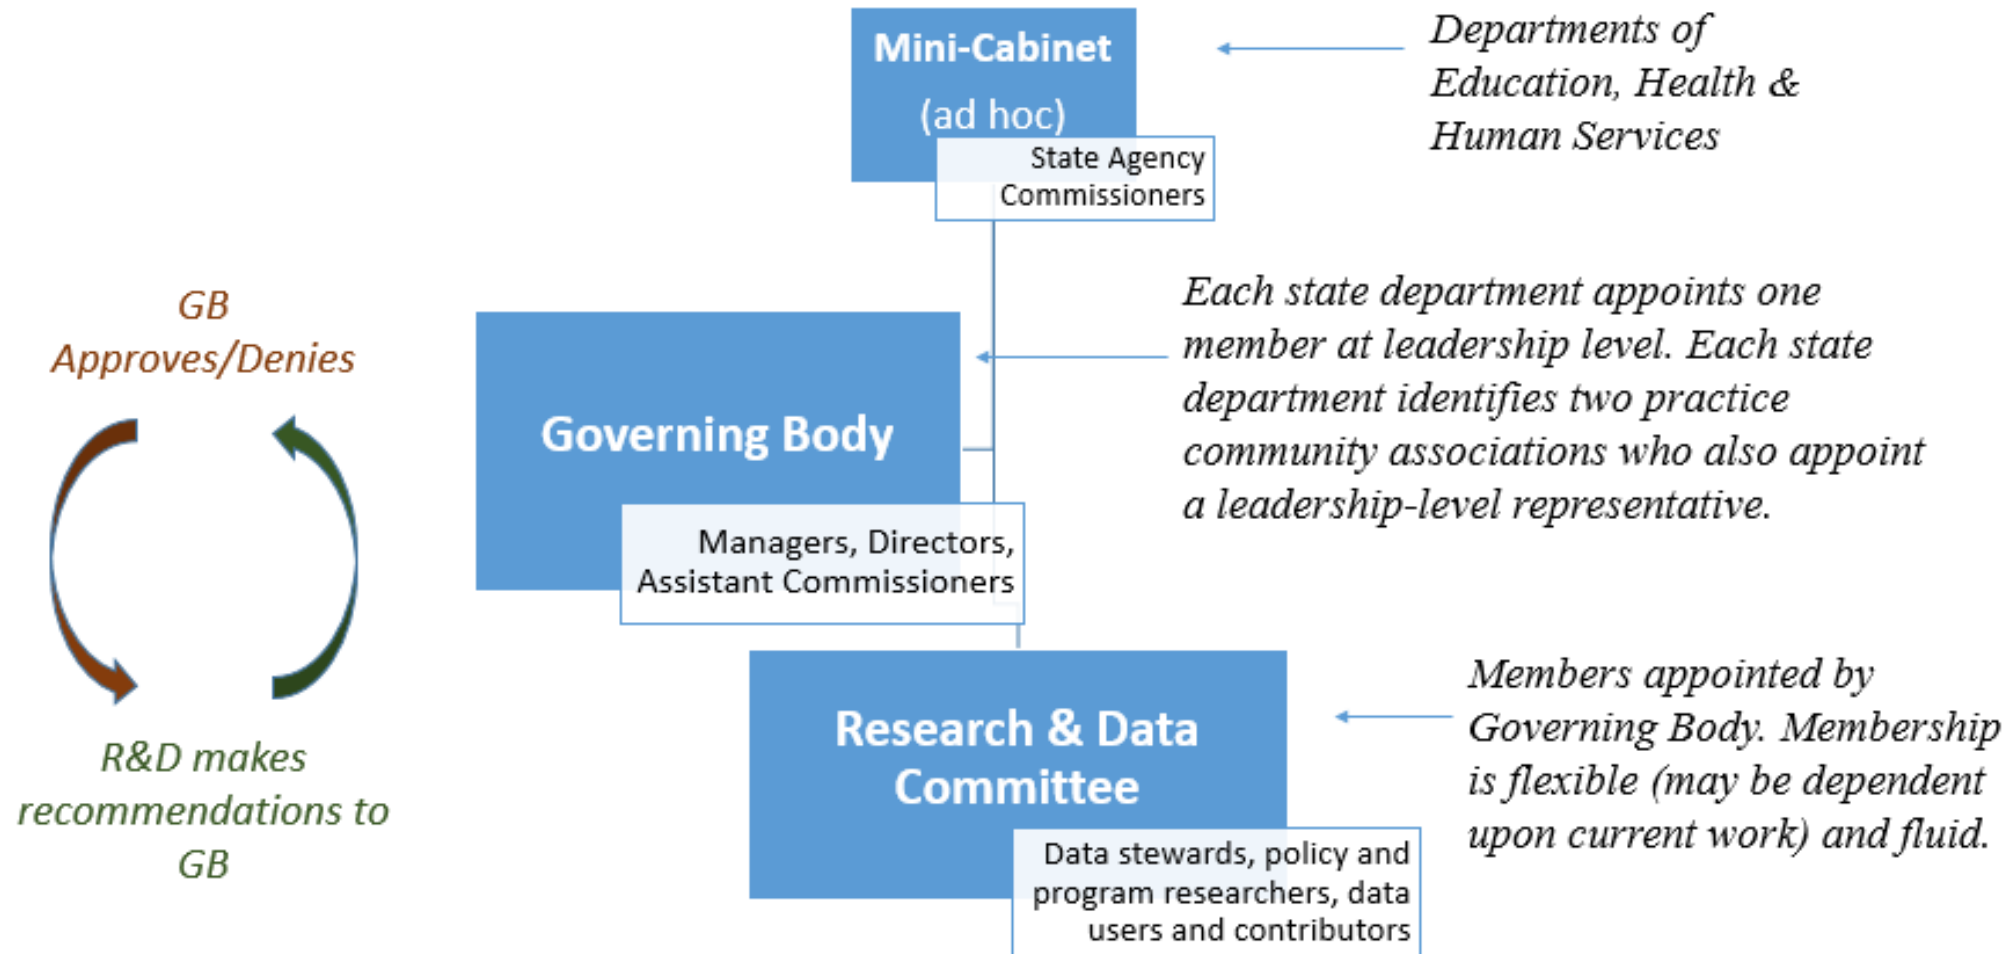 Mini-Cabinet
(ad hoc)
State Agency
Commissioners
Departments of
Education, Health &
Human Services
GB
Approves/Denies
R&D makes
recommendations to
GB
Governing Body
Managers, Directors,
Assistant Commissioners
Each state department appoints one
member at leadership level. Each state
department identifies two practice
community associations who also appoint
a leadership-level representative.
Research & Data
Committee
Data stewards, policy and
program researchers, data
users and contributors
Members appointed by
Governing Body. Membership
is flexible (may be dependent
upon current work) and fluid.